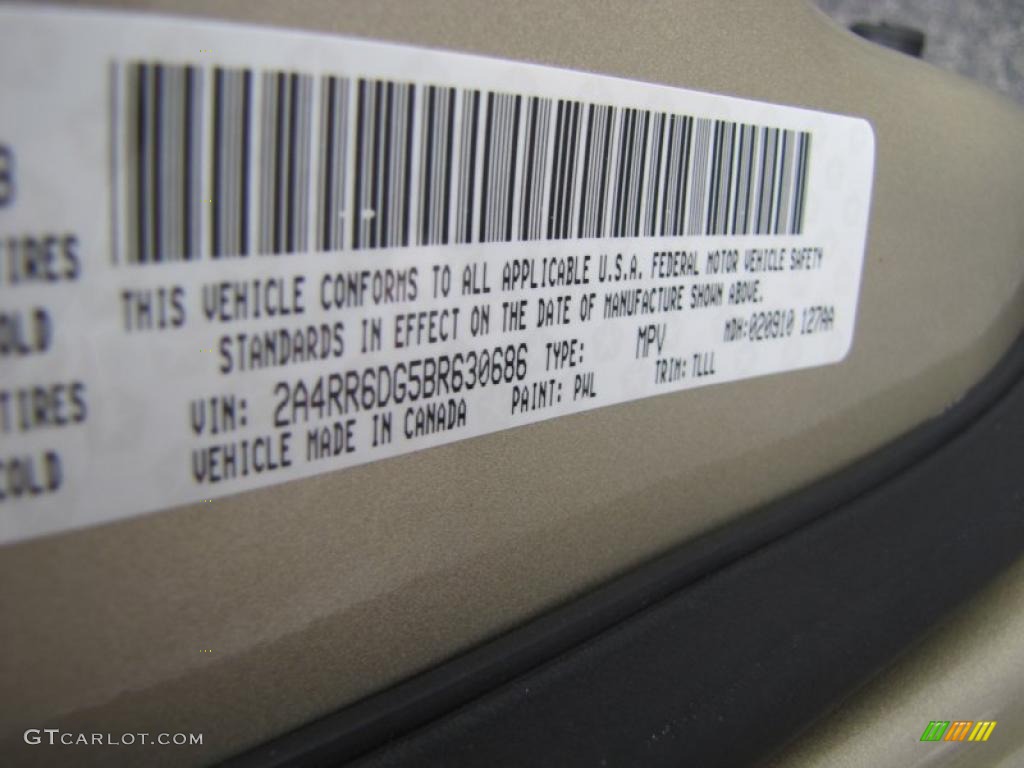 TIRES
COLD
TIRES
COLD
THIS VEHICLE CONFORMS TO ALL APPLICABLE U.S.A. FEDERAL MOTOR VEHICLE SAFETY
STANDARDS IN EFFECT ON THE DATE OF MANUFACTURE SHOWN ABOVE.
VIN: 2A4RR6DG5BR630686 TYPE: MPV MDH:020910 127AA
VEHICLE MADE IN CANADA PAINT: PWL TRIM: TLLL
GTCARLOT.COM